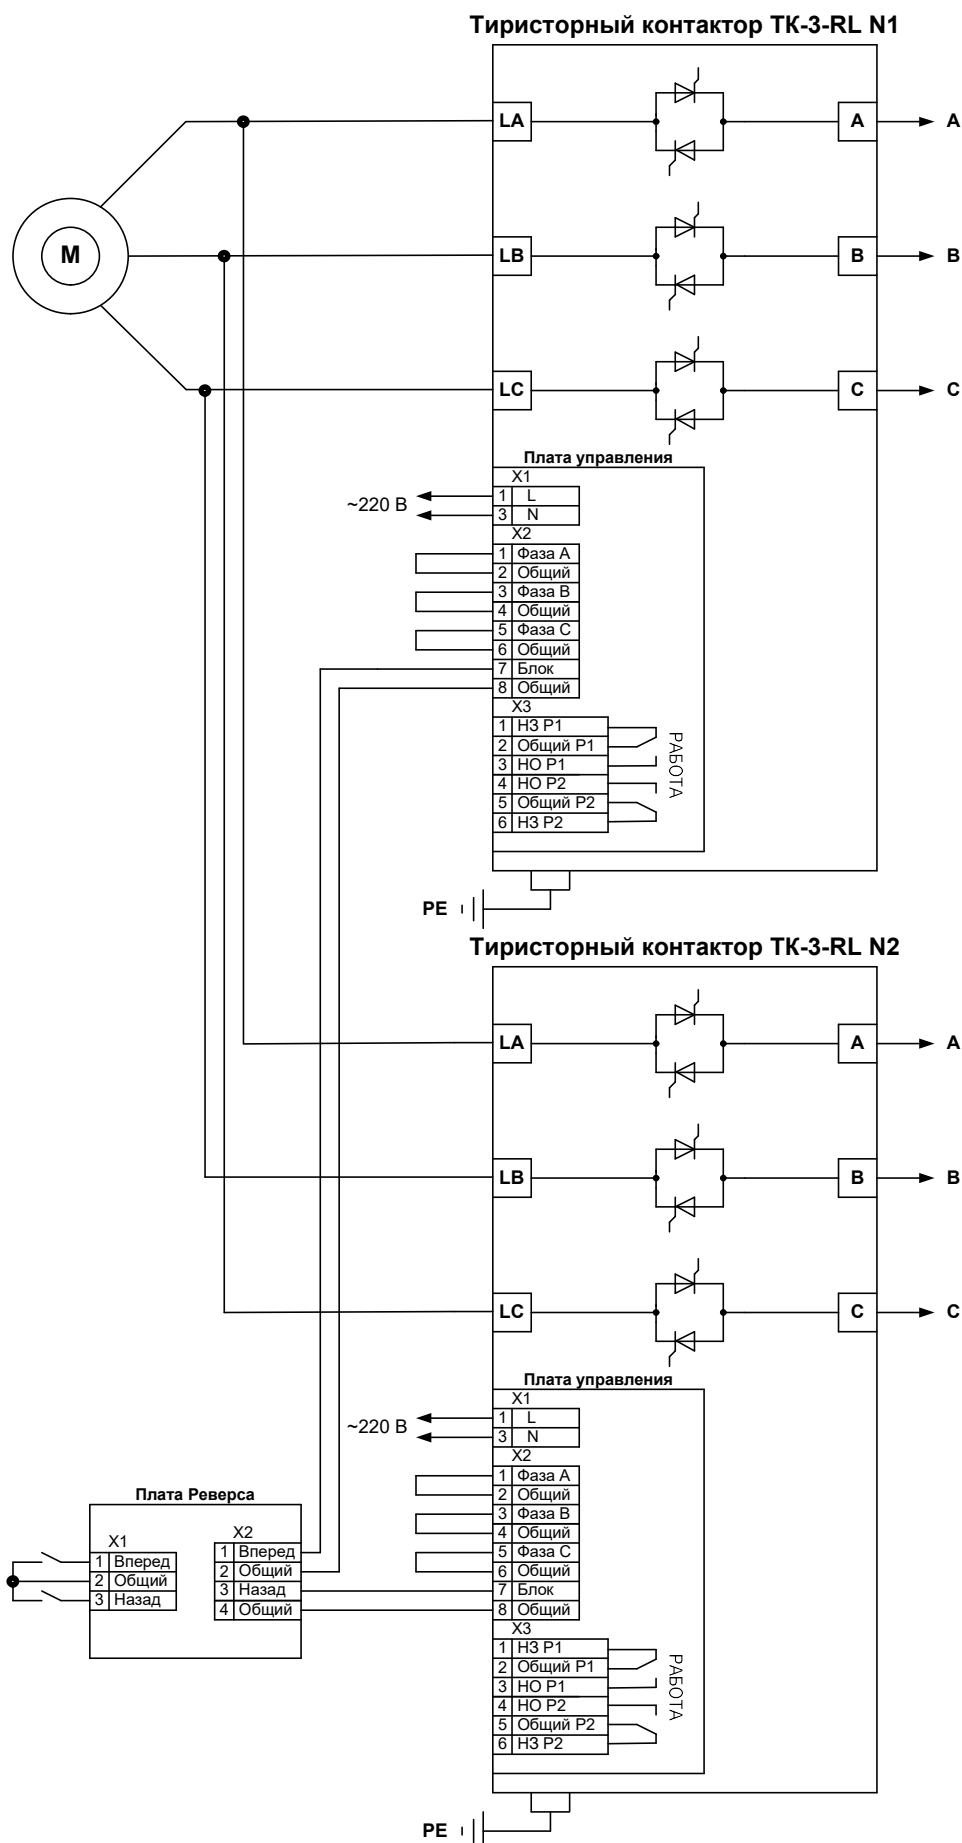 Тиристорный контактор ТК-3-RL N1
LA
A
A
M
LB
B
B
LC
C
C
Плата управления
X1
~220 В
1 L
3 N
X2
1 Фаза А
2 Общий
3 Фаза В
4 Общий
5 Фаза С
6 Общий
7 Блок
8 Общий
X3
1 НЗ Р1
2 Общий Р1
3 НО Р1
4 НО Р2
5 Общий Р2
6 НЗ Р2
РАБОТА
PE
Тиристорный контактор ТК-3-RL N2
LA
A
A
LB
B
B
LC
C
C
Плата управления
X1
~220 В
1 L
3 N
X2
1 Фаза А
2 Общий
3 Фаза В
4 Общий
5 Фаза С
6 Общий
7 Блок
8 Общий
X3
1 НЗ Р1
2 Общий Р1
3 НО Р1
4 НО Р2
5 Общий Р2
6 НЗ Р2
РАБОТА
PE
Плата Реверса
X1
1 Вперед
2 Общий
3 Назад
X2
1 Вперед
2 Общий
3 Назад
4 Общий